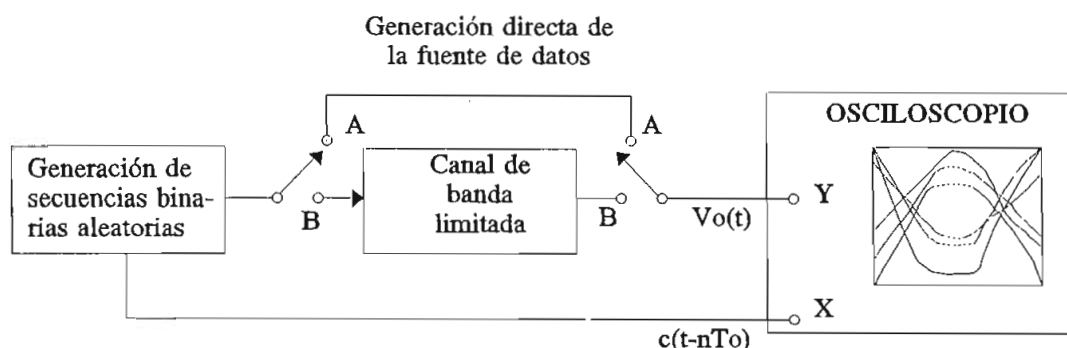 Generación directa de
la fuente de datos
A
A
OSCILOSCOPIO
Generación de
secuencias bina-
rias aleatorias
Canal de
banda
limitada
B
B
Vo(t)
Y
X
c(t-nTo)